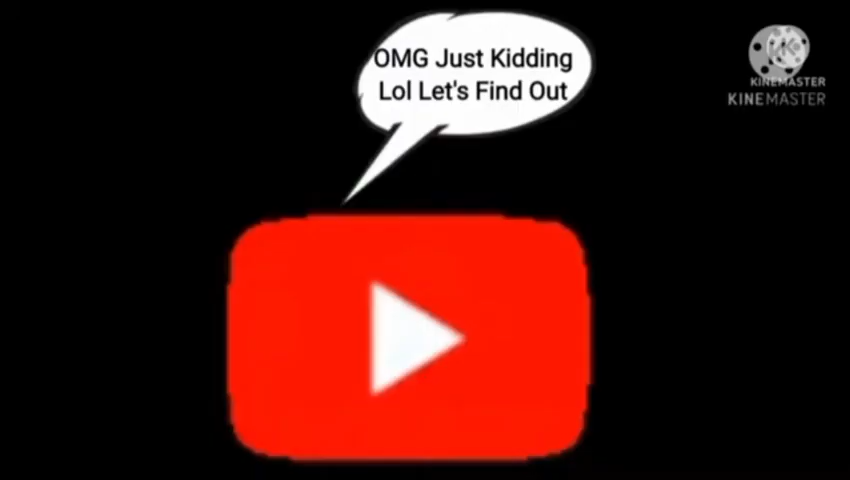 OMG Just Kidding
Lol Let's Find Out
KINEMASTER
KINEMASTER